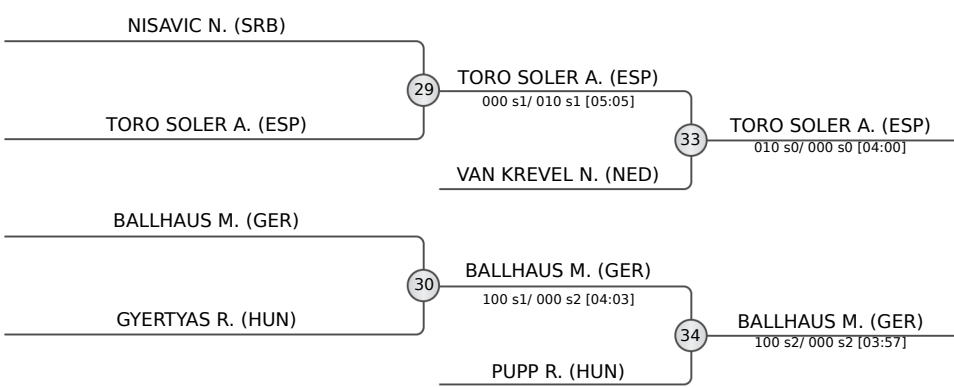 NISAVIC N. (SRB)
29
TORO SOLER A. (ESP)
000 s1/ 010 s1 [05:05]
TORO SOLER A. (ESP)
33
TORO SOLER A. (ESP)
010 s0/ 000 s0 [04:00]
VAN KREVEL N. (NED)
BALLHAUS M. (GER)
30
BALLHAUS M. (GER)
100 s1/ 000 s2 [04:03]
GYERTYAS R. (HUN)
34
BALLHAUS M. (GER)
100 s2/ 000 s2 [03:57]
PUPP R. (HUN)